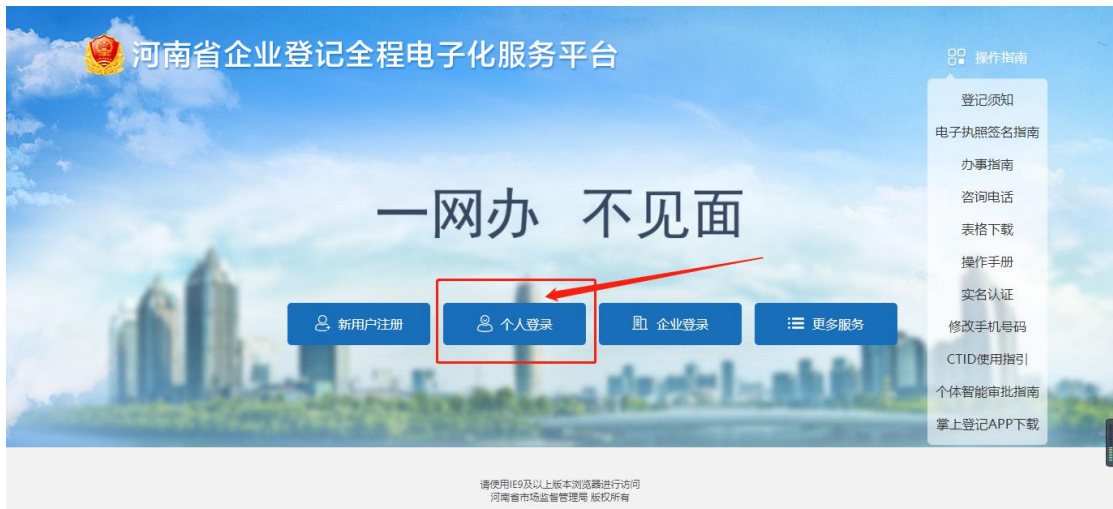 河南省企业登记全程电子化服务平台
操作指南
登记须知
电子执照签名指南
办事指南
咨询电话
表格下载
操作手册
实名认证
修改手机号码
CTID使用指引
个体智能审批指南
掌上登记APP下载
一网办 不见面
新用户注册 个人登录 企业登录 更多服务
请使用IE9及以上版本浏览器进行访问
河南省市场监督管理局 版权所有